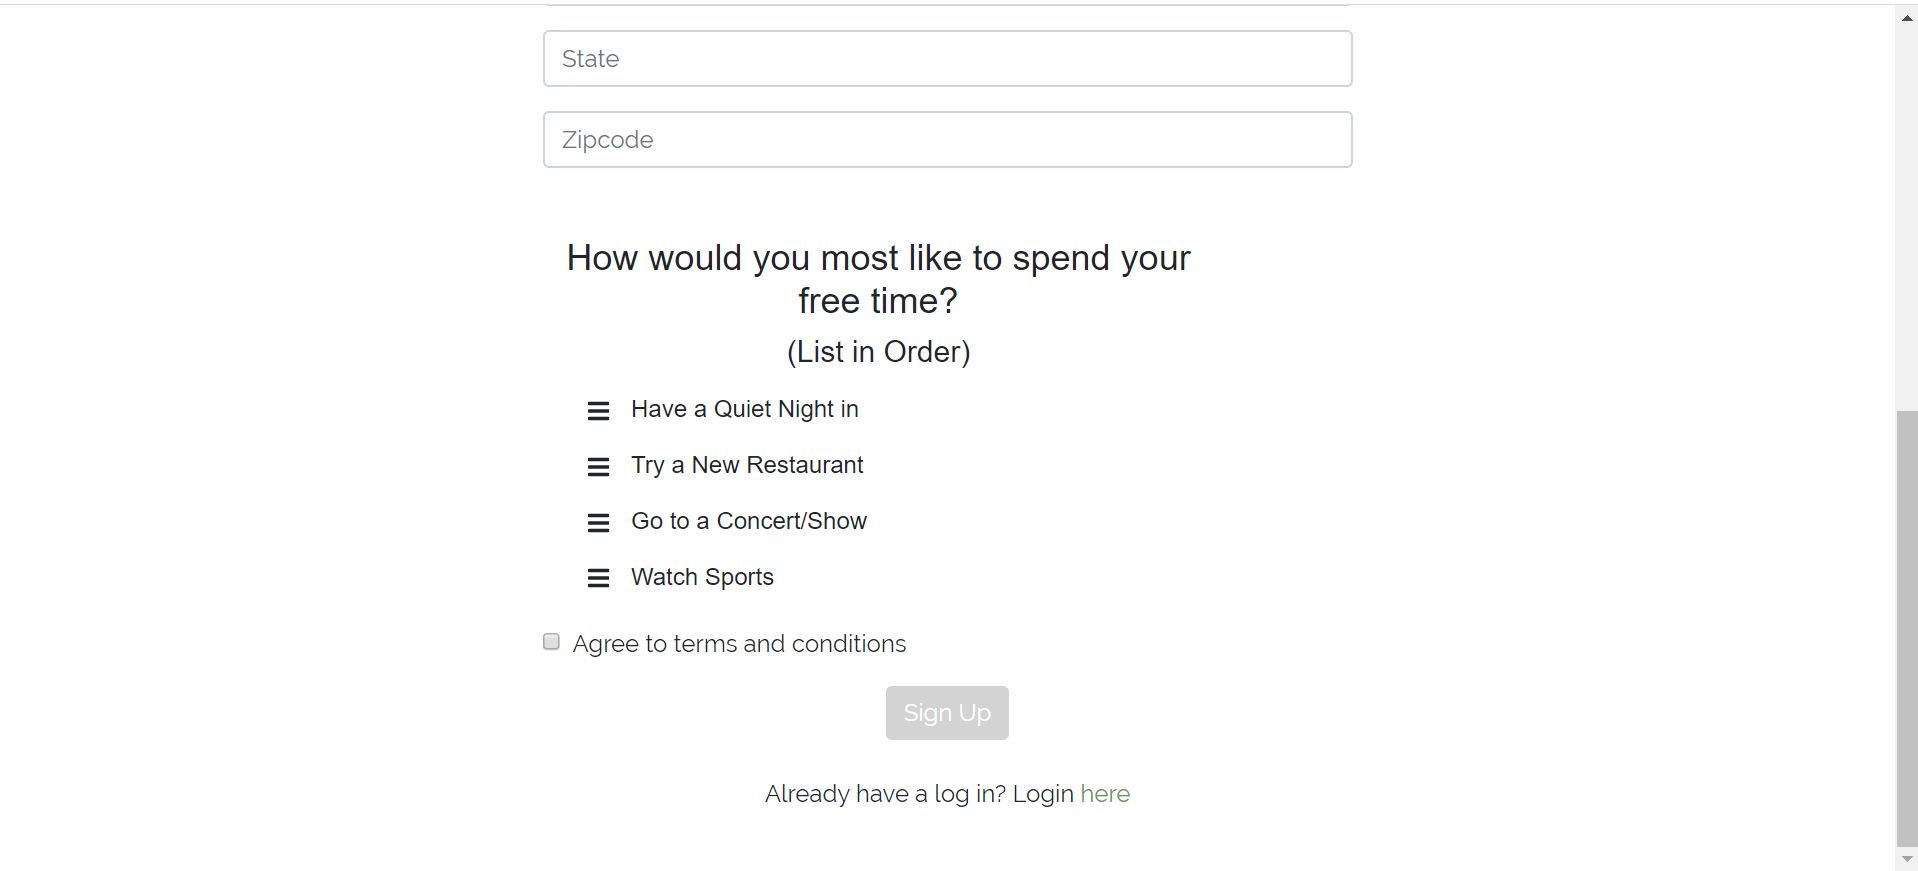 State
Zipcode
How would you most like to spend your
free time?
(List in Order)
Have a Quiet Night in
Try a New Restaurant
Go to a Concert/Show
Watch Sports
Agree to terms and conditions
Sign Up
Already have a log in? Login here